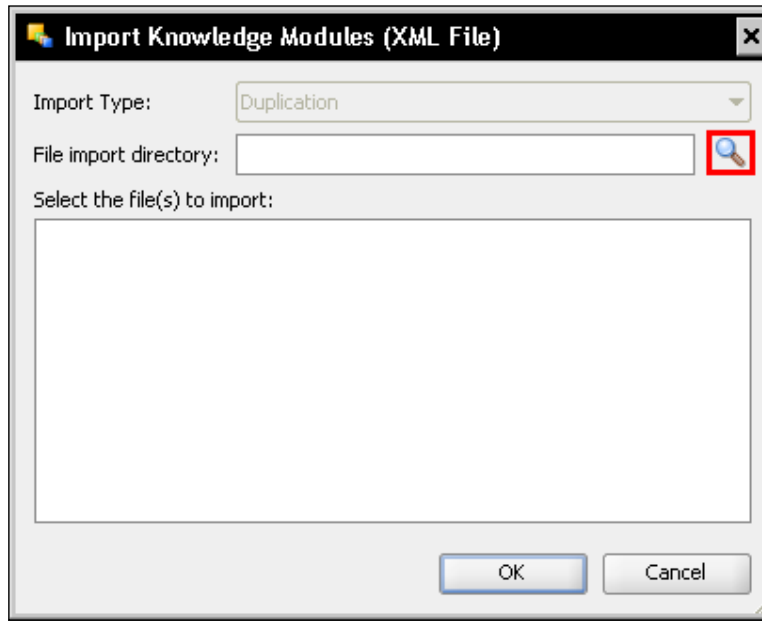 Import Knowledge Modules (XML File)
Import Type: Duplication
File import directory:
Select the file(s) to import:
OK Cancel